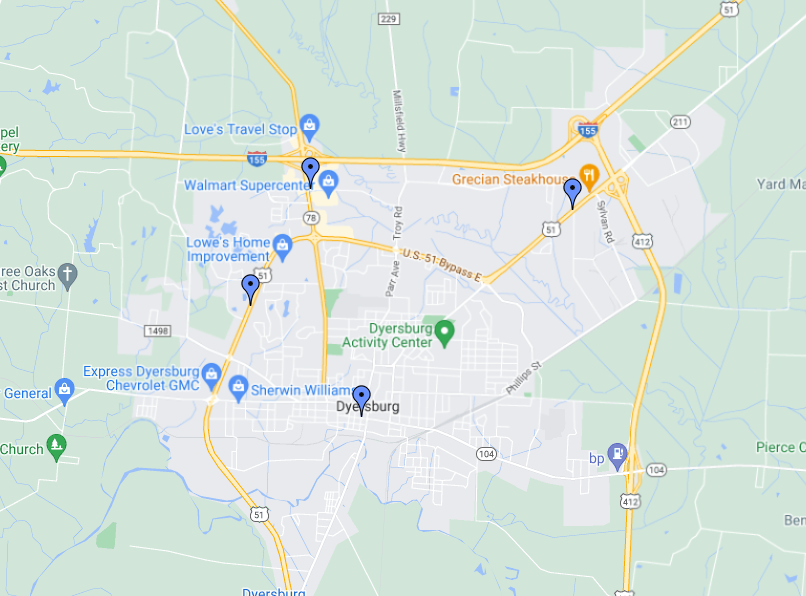 51
229
Millsfield Hwy
211
Love's Travel Stop
155
pel
ery
155
Grecian Steakhouse
Walmart Supercenter
Yard Ma
78
Troy Rd
51
Sylvan Rd
412
Lowe's Home
Improvement
U.S. 51 Bypass E
ree Oaks
st Church
51
Parr Ave
1498
Dyersburg
Activity Center
Express Dyersburg
Chevrolet GMC
Phillips St
General
Sherwin Williams
Dyersburg
Church
Pierce C
104
bp
104
412
51
Ben
Dyersburg
51